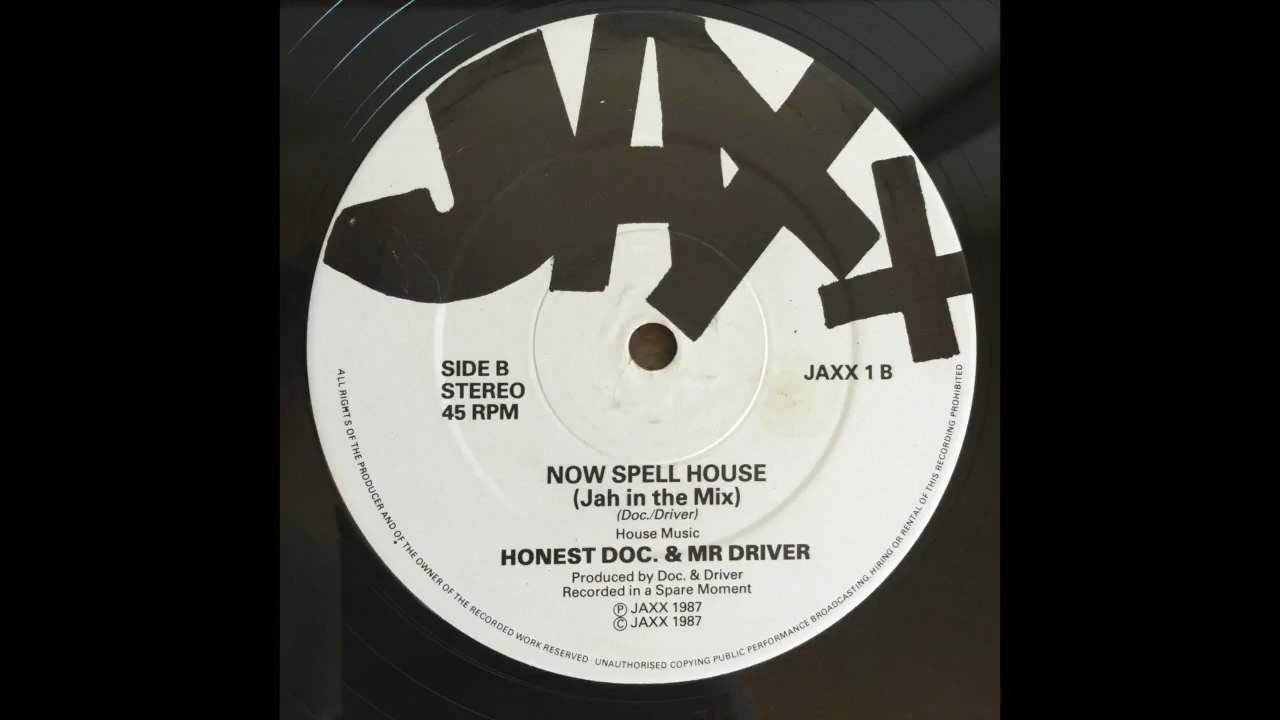 JAXX
SIDE B
STEREO
45 RPM
JAXX 1 B
NOW SPELL HOUSE
(Jah in the Mix)
(Doc./Driver)
House Music
HONEST DOC. & MR DRIVER
Produced by Doc. & Driver
Recorded in a Spare Moment
Ⓟ JAXX 1987
Ⓒ JAXX 1987
ALL RIGHTS OF THE PRODUCER AND OF THE OWNER OF THE RECORDED WORK RESERVED · UNAUTHORISED COPYING PUBLIC PERFORMANCE BROADCASTING, HIRING OR RENTAL OF THIS RECORDING PROHIBITED